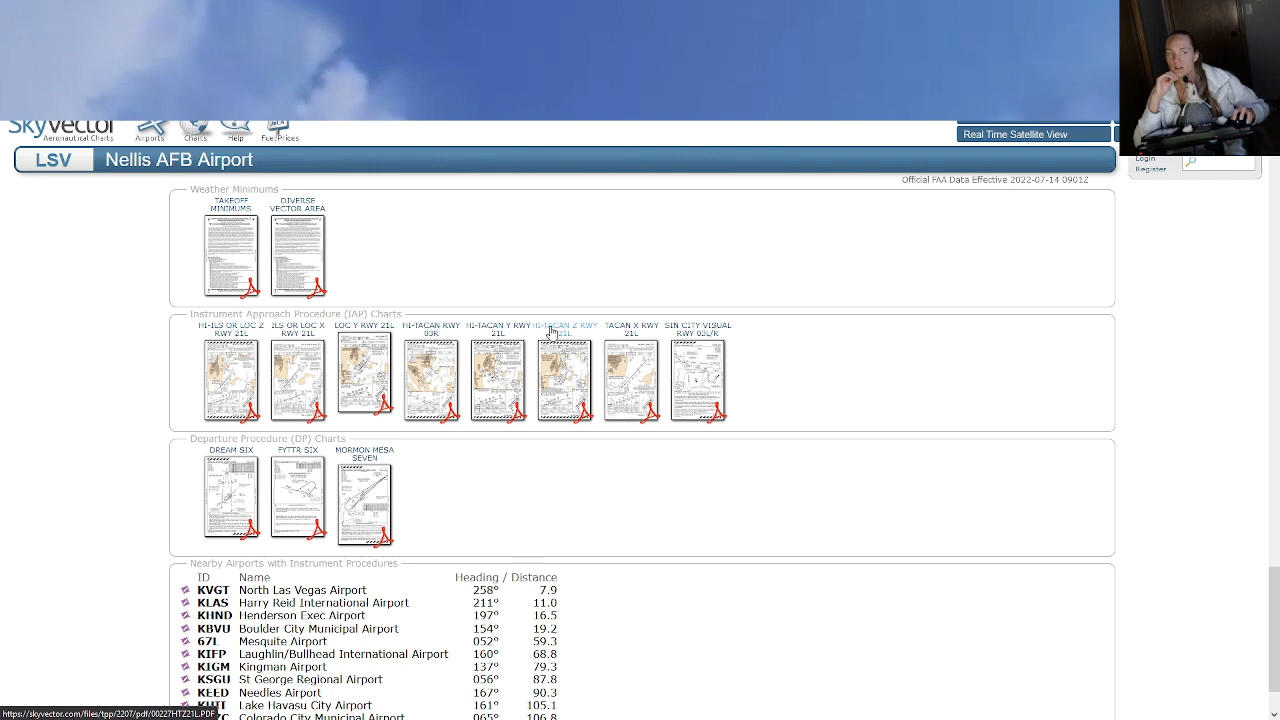 SkyVector
Aeronautical Charts
Airports
Charts
Help
Fuel Prices
Real Time Satellite View
LSV
Nellis AFB Airport
Login
Register
Official FAA Data Effective 2022-07-14 0901Z
Weather Minimums
TAKEOFF
MINIMUMS
DIVERSE
VECTOR AREA
Instrument Approach Procedure (IAP) Charts
HI-ILS OR LOC Z
RWY 21L
ILS OR LOC X
RWY 21L
LOC Y RWY 21L
HI-TACAN RWY
03R
HI-TACAN Y RWY
21L
HI-TACAN Z RWY
21L
TACAN X RWY
21L
SIN CITY VISUAL
RWY 03L/R
Departure Procedure (DP) Charts
DREAM SIX
FYTTR SIX
MORMON MESA
SEVEN
Nearby Airports with Instrument Procedures
ID Name Heading / Distance
KVGT North Las Vegas Airport 258° 7.9
KLAS Harry Reid International Airport 211° 11.0
KHND Henderson Exec Airport 197° 16.5
KBVU Boulder City Municipal Airport 154° 19.2
67L Mesquite Airport 052° 59.3
KIFP Laughlin/Bullhead International Airport 160° 68.8
KIGM Kingman Airport 137° 79.3
KSGU St George Regional Airport 056° 87.8
KEED Needles Airport 167° 90.3
KHII Lake Havasu City Airport 161° 105.1
Colorado City Municipal Airport 065° 106.8
https://skyvector.com/files/tpp/2207/pdf/00227HTZ21L.PDF